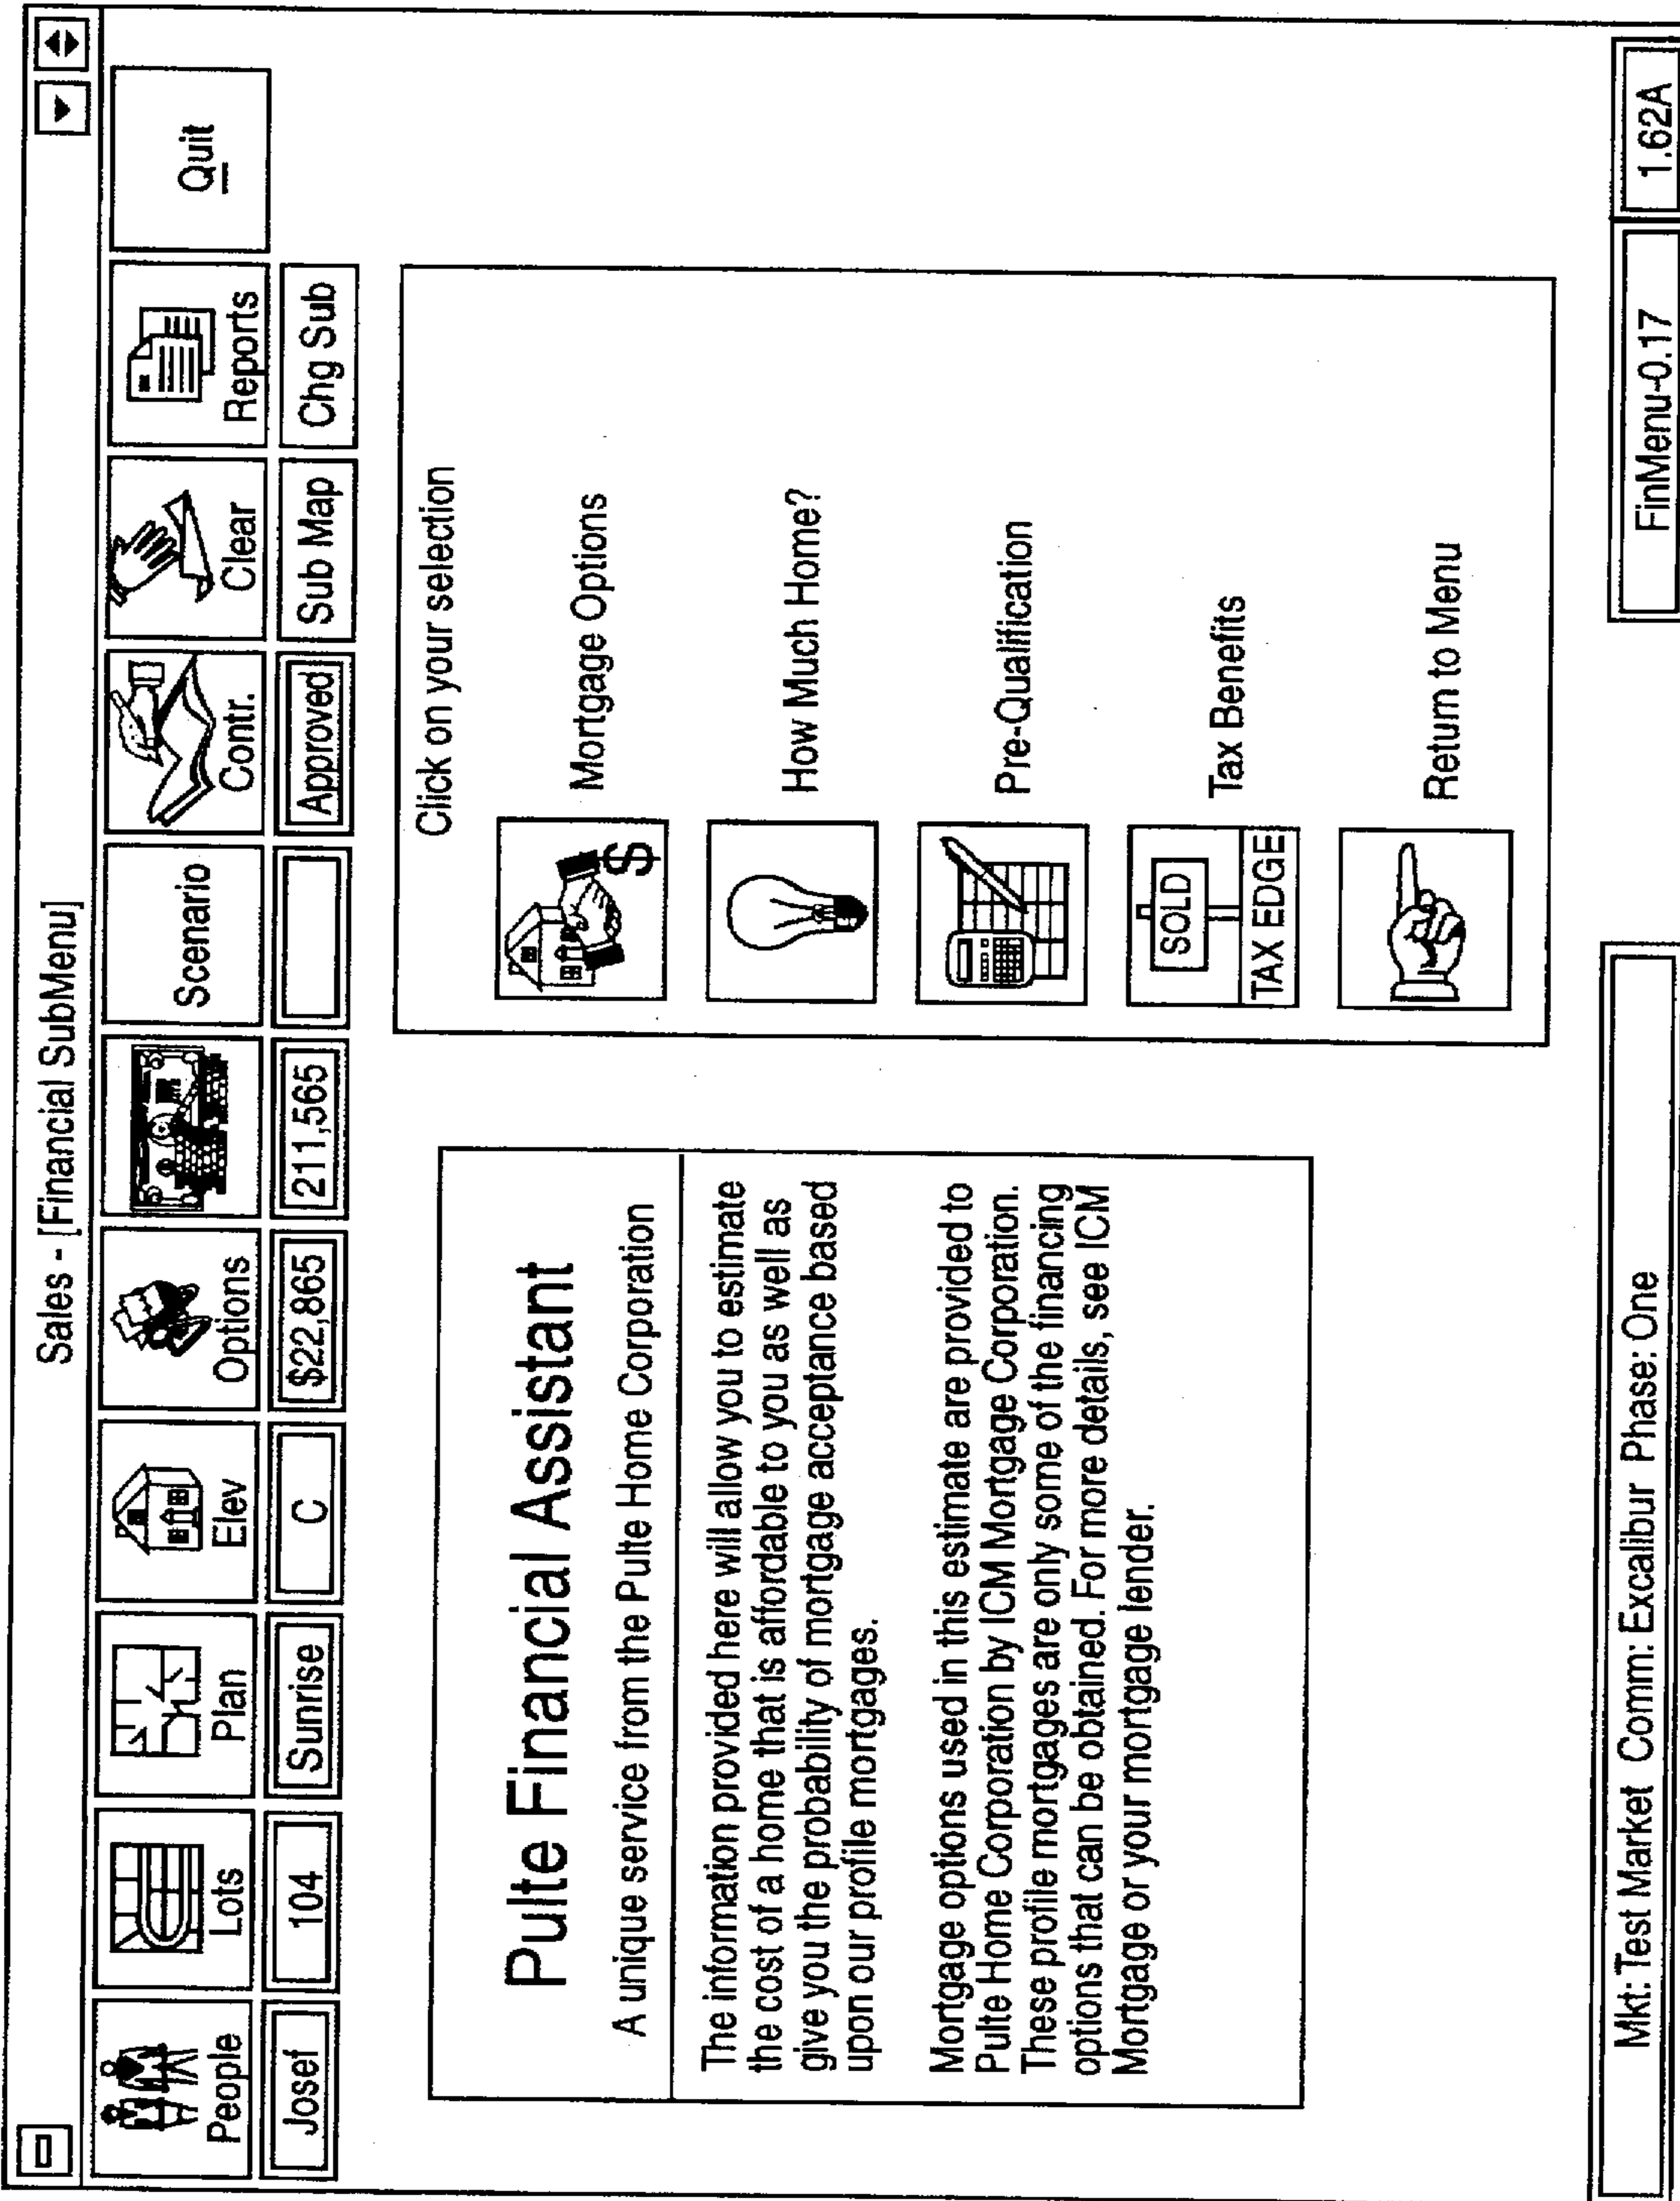 Sales - [Financial SubMenu]
People
Lots
Plan
Elev
Options
Scenario
Contr.
Clear
Reports
Quit
Josef
104
Sunrise
C
$22,865
211,565
Approved
Sub Map
Chg Sub
Pulte Financial Assistant
A unique service from the Pulte Home Corporation
The information provided here will allow you to estimate
the cost of a home that is affordable to you as well as
give you the probability of mortgage acceptance based
upon our profile mortgages.
Mortgage options used in this estimate are provided to
Pulte Home Corporation by ICM Mortgage Corporation.
These profile mortgages are only some of the financing
options that can be obtained. For more details, see ICM
Mortgage or your mortgage lender.
Click on your selection
$
Mortgage Options
How Much Home?
Pre-Qualification
SOLD
TAX EDGE
Tax Benefits
Return to Menu
Mkt: Test Market Comm: Excalibur Phase: One
FinMenu-0.17
1.62A